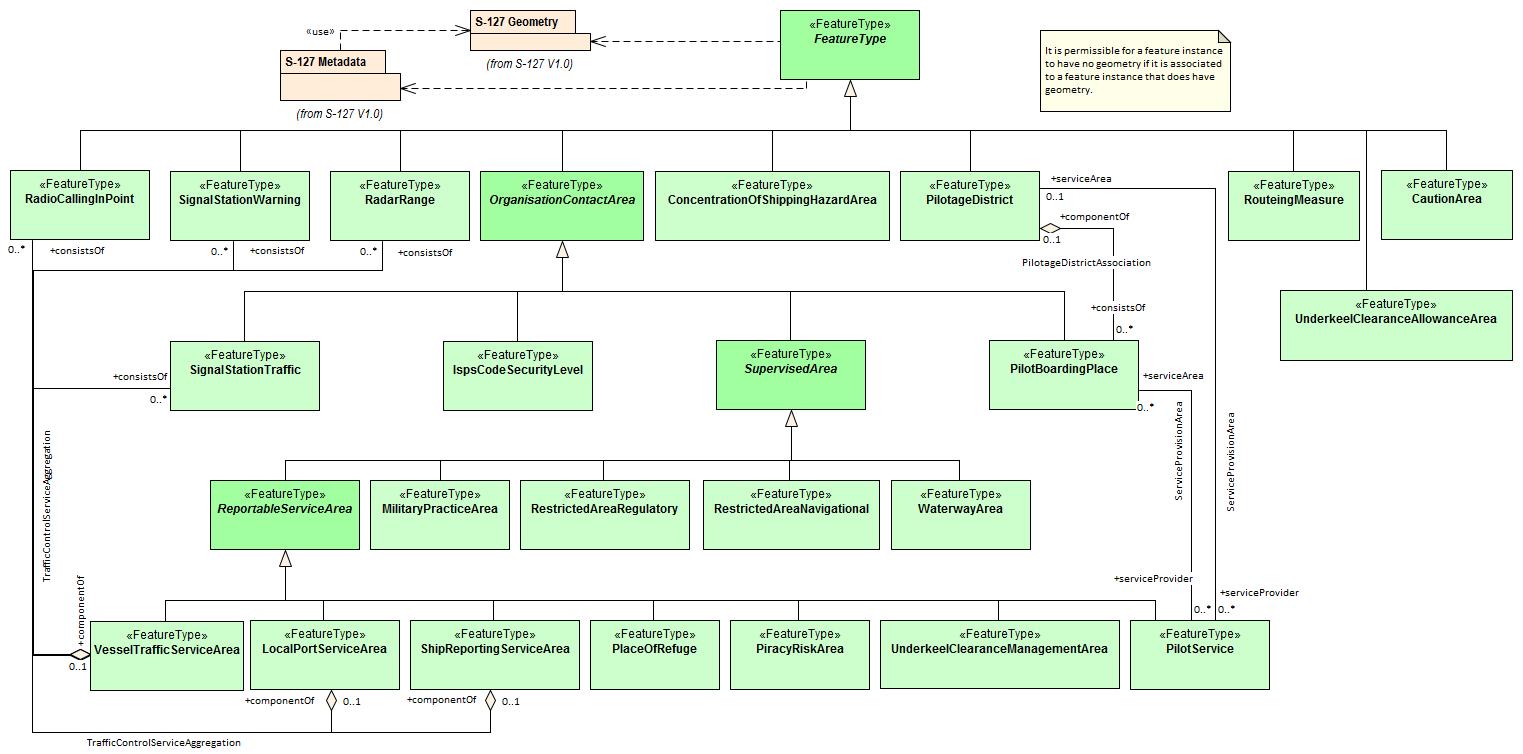 S-127 Geometry
«FeatureType»
FeatureType
«use»
S-127 Metadata
(from S-127 V1.0)
(from S-127 V1.0)
It is permissible for a feature instance
to have no geometry if it is associated
to a feature instance that does have
geometry.
«FeatureType»
RadioCallingInPoint
«FeatureType»
SignalStationWarning
«FeatureType»
RadarRange
«FeatureType»
OrganisationContactArea
«FeatureType»
ConcentrationOfShippingHazardArea
«FeatureType»
PilotageDistrict
+serviceArea
0..1
«FeatureType»
RouteingMeasure
«FeatureType»
CautionArea
+componentOf
0..1
0..*
+consistsOf
0..*
+consistsOf
0..*
+consistsOf
PilotageDistrictAssociation
+consistsOf
0..*
«FeatureType»
UnderkeelClearanceAllowanceArea
«FeatureType»
SignalStationTraffic
«FeatureType»
IspsCodeSecurityLevel
«FeatureType»
SupervisedArea
«FeatureType»
PilotBoardingPlace
+consistsOf
0..*
+serviceArea
0..*
ServiceProvisionArea
ServiceProvisionArea
TrafficControlServiceAggregation
«FeatureType»
ReportableServiceArea
«FeatureType»
MilitaryPracticeArea
«FeatureType»
RestrictedAreaRegulatory
«FeatureType»
RestrictedAreaNavigational
«FeatureType»
WaterwayArea
+serviceProvider
0..*
+serviceProvider
0..*
+componentOf
0..1
«FeatureType»
VesselTrafficServiceArea
«FeatureType»
LocalPortServiceArea
«FeatureType»
ShipReportingServiceArea
«FeatureType»
PlaceOfRefuge
«FeatureType»
PiracyRiskArea
«FeatureType»
UnderkeelClearanceManagementArea
«FeatureType»
PilotService
+componentOf
0..1
+componentOf
0..1
TrafficControlServiceAggregation